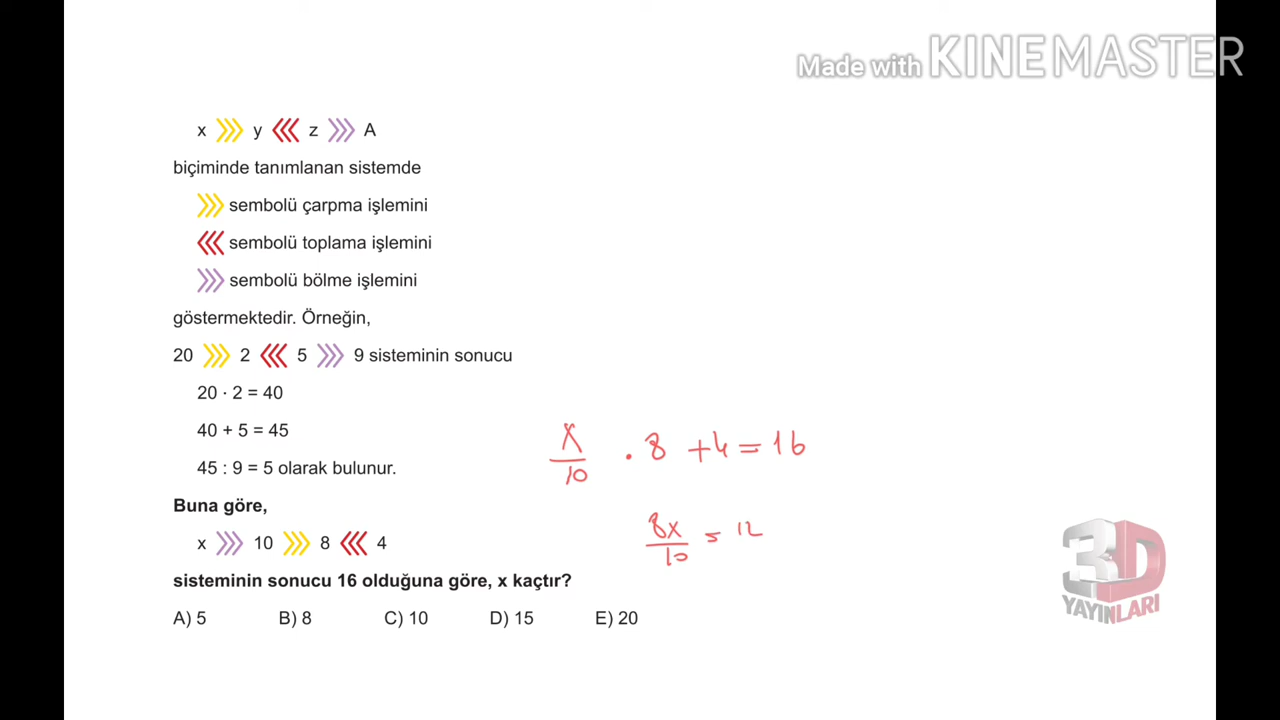 Made with KINEMASTER
x y z A
biçiminde tanımlanan sistemde
sembolü çarpma işlemini
sembolü toplama işlemini
sembolü bölme işlemini
göstermektedir. Örneğin,
20 2 5 9 sisteminin sonucu
20 · 2 = 40
40 + 5 = 45
45 : 9 = 5 olarak bulunur.
x/10 . 8 + 4 = 16
Buna göre,
8x/10 = 12
x 10 8 4
sisteminin sonucu 16 olduğuna göre, x kaçtır?
A) 5 B) 8 C) 10 D) 15 E) 20
3D
YAYINLARI